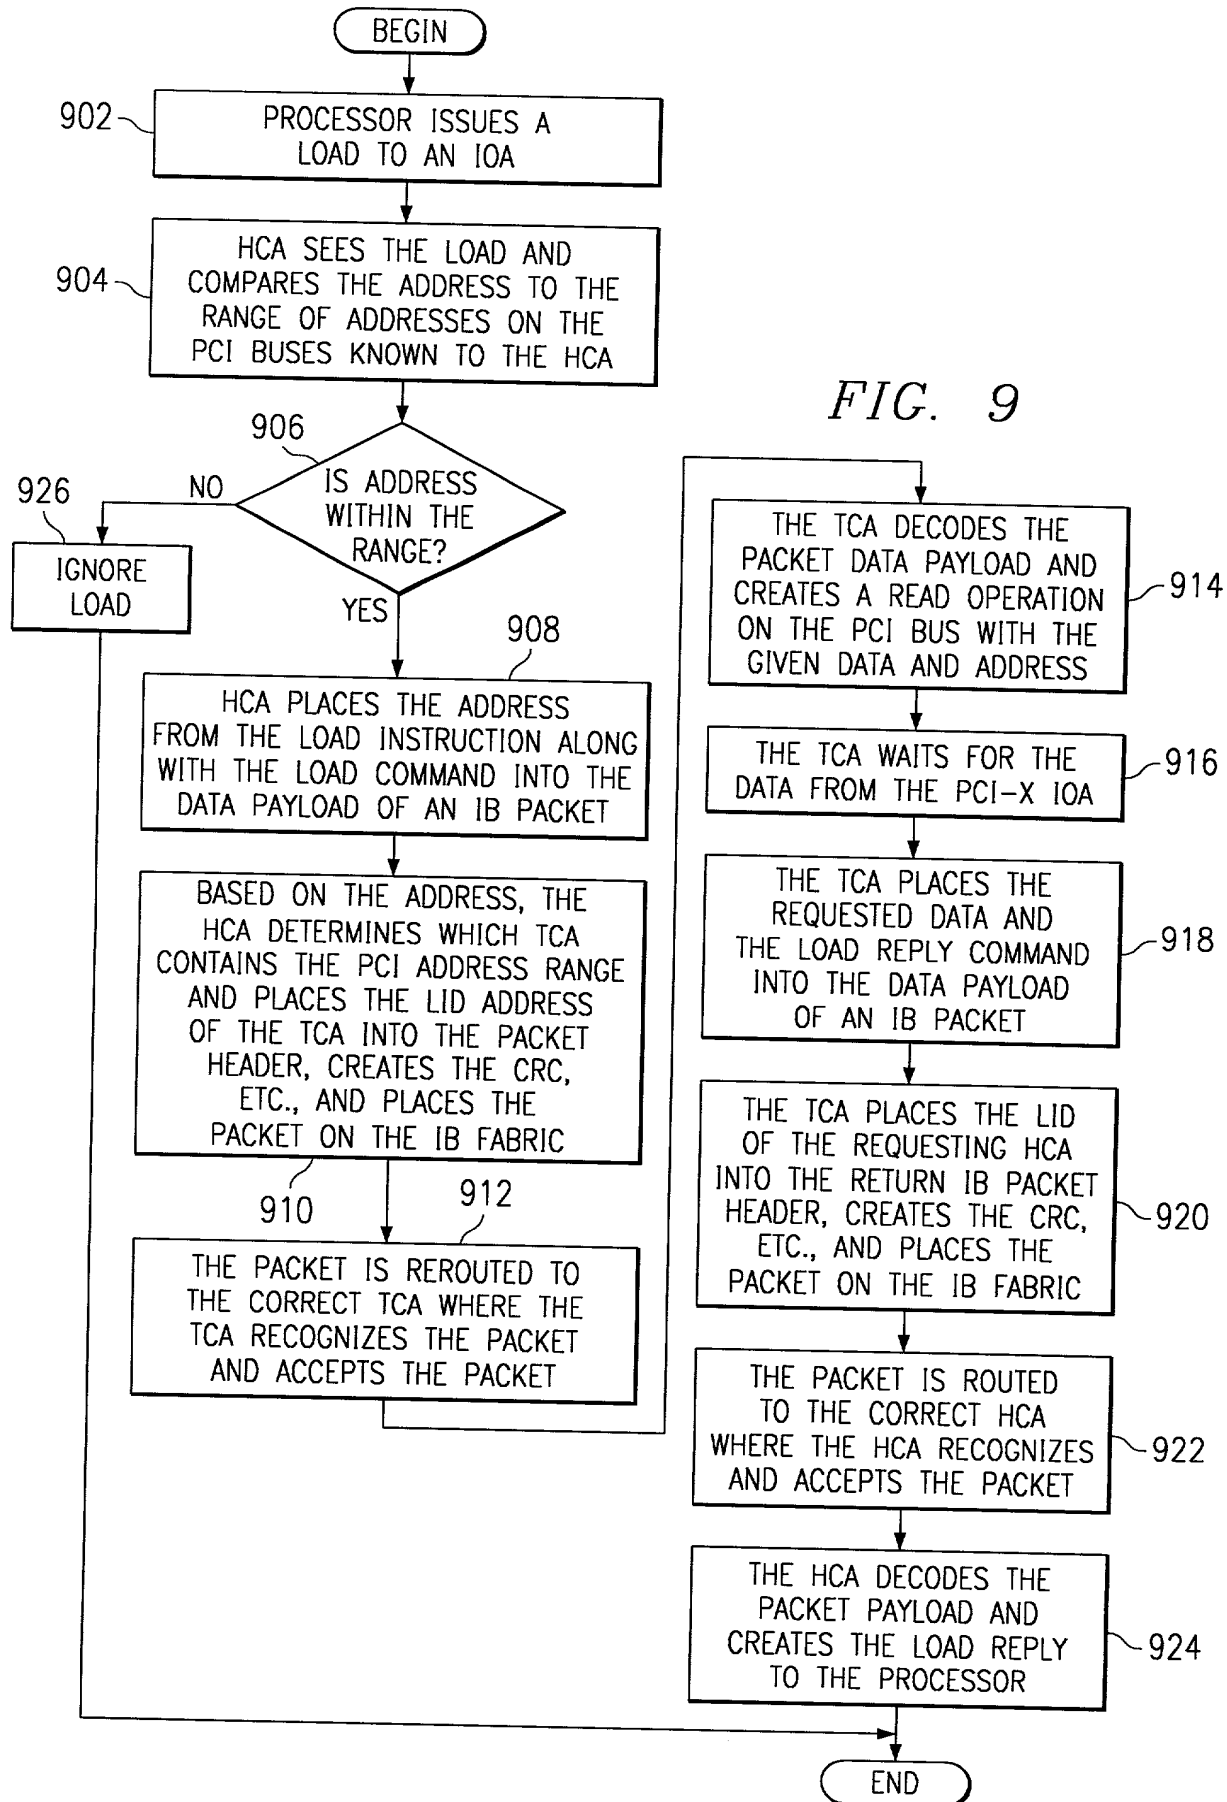 BEGIN
902
PROCESSOR ISSUES A
LOAD TO AN IOA
904
HCA SEES THE LOAD AND
COMPARES THE ADDRESS TO THE
RANGE OF ADDRESSES ON THE
PCI BUSES KNOWN TO THE HCA
906
IS ADDRESS
WITHIN THE
RANGE?
NO
926
IGNORE
LOAD
YES
908
HCA PLACES THE ADDRESS
FROM THE LOAD INSTRUCTION ALONG
WITH THE LOAD COMMAND INTO THE
DATA PAYLOAD OF AN IB PACKET
BASED ON THE ADDRESS, THE
HCA DETERMINES WHICH TCA
CONTAINS THE PCI ADDRESS RANGE
AND PLACES THE LID ADDRESS
OF THE TCA INTO THE PACKET
HEADER, CREATES THE CRC,
ETC., AND PLACES THE
PACKET ON THE IB FABRIC
910
912
THE PACKET IS REROUTED TO
THE CORRECT TCA WHERE THE
TCA RECOGNIZES THE PACKET
AND ACCEPTS THE PACKET
FIG. 9
THE TCA DECODES THE
PACKET DATA PAYLOAD AND
CREATES A READ OPERATION
ON THE PCI BUS WITH THE
GIVEN DATA AND ADDRESS
914
THE TCA WAITS FOR THE
DATA FROM THE PCI-X IOA
916
THE TCA PLACES THE
REQUESTED DATA AND
THE LOAD REPLY COMMAND
INTO THE DATA PAYLOAD
OF AN IB PACKET
918
THE TCA PLACES THE LID
OF THE REQUESTING HCA
INTO THE RETURN IB PACKET
HEADER, CREATES THE CRC,
ETC., AND PLACES THE
PACKET ON THE IB FABRIC
920
THE PACKET IS ROUTED
TO THE CORRECT HCA
WHERE THE HCA RECOGNIZES
AND ACCEPTS THE PACKET
922
THE HCA DECODES THE
PACKET PAYLOAD AND
CREATES THE LOAD REPLY
TO THE PROCESSOR
924
END